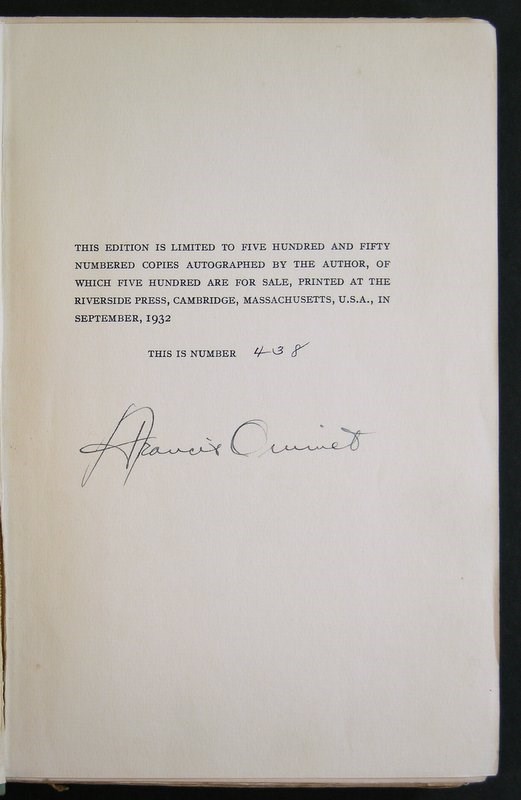 THIS EDITION IS LIMITED TO FIVE HUNDRED AND FIFTY
NUMBERED COPIES AUTOGRAPHED BY THE AUTHOR, OF
WHICH FIVE HUNDRED ARE FOR SALE, PRINTED AT THE
RIVERSIDE PRESS, CAMBRIDGE, MASSACHUSETTS, U.S.A., IN
SEPTEMBER, 1932
THIS IS NUMBER 438
Francis Ouimet